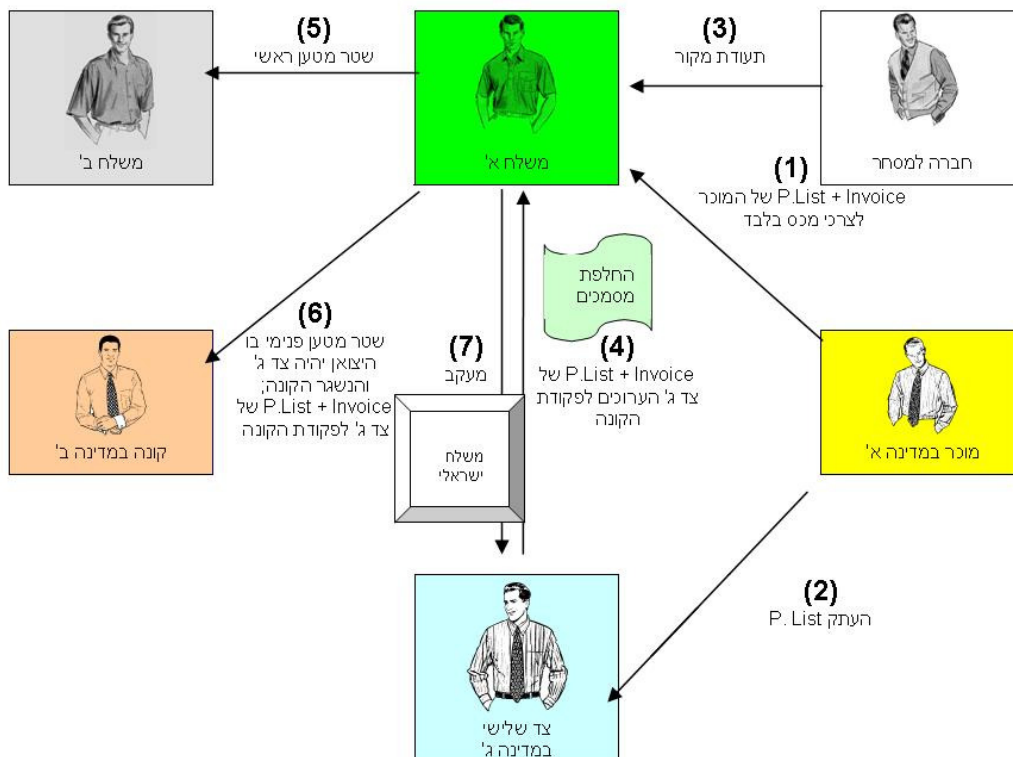 (5)
שטר מטען ראשי
(3)
תעודת מקור
משלח ב'
משלח א'
חברה למסחר
(1)
P.List + Invoice של המוכר
לצרכי מכס בלבד
החלפת
מסמכים
(6)
שטר מטען פנימי בו
היצואן יהיה צד ג'
והנשגר הקונה;
P.List + Invoice של
צד ג' לפקודת הקונה
(7)
מעקב
(4)
P.List + Invoice של
צד ג' הערוכים לפקודת
הקונה
קונה במדינה ב'
משלח
ישראלי
מוכר במדינה א'
(2)
העתק P. List
צד שלישי
במדינה ג'